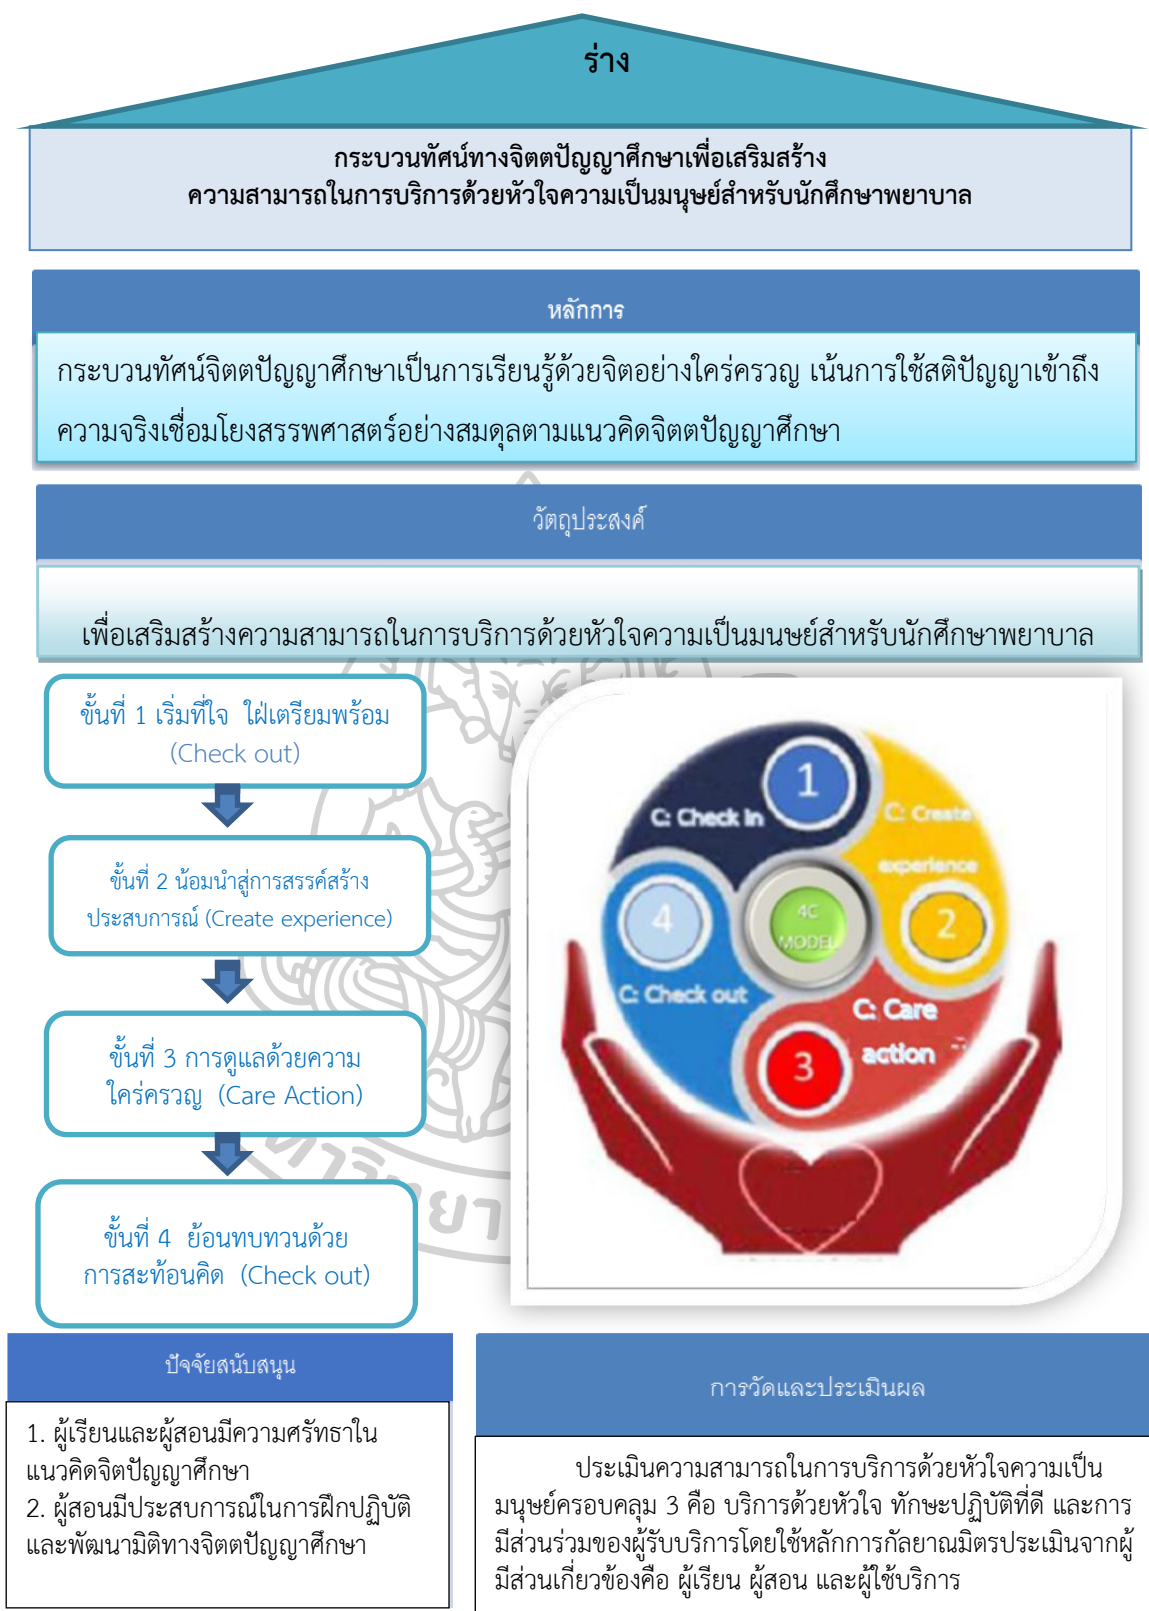 ร่าง
กระบวนทัศน์ทางจิตตปัญญาศึกษาเพื่อเสริมสร้าง
ความสามารถในการบริการด้วยหัวใจความเป็นมนุษย์สำหรับนักศึกษาพยาบาล
หลักการ
กระบวนทัศน์จิตตปัญญาศึกษาเป็นการเรียนรู้ด้วยจิตอย่างใคร่ครวญ เน้นการใช้สติปัญญาเข้าถึง
ความจริงเชื่อมโยงสรรพศาสตร์อย่างสมดุลตามแนวคิดจิตตปัญญาศึกษา
วัตถุประสงค์
เพื่อเสริมสร้างความสามารถในการบริการด้วยหัวใจความเป็นมนษย์สำหรับนักศึกษาพยาบาล
ขั้นที่ 1 เริ่มที่ใจ ใฝ่เตรียมพร้อม
(Check out)
ขั้นที่ 2 น้อมนำสู่การสรรค์สร้าง
ประสบการณ์ (Create experience)
ขั้นที่ 3 การดูแลด้วยความ
ใคร่ครวญ (Care Action)
ขั้นที่ 4 ย้อนทบทวนด้วย
การสะท้อนคิด (Check out)
1
C: Check in
C: Create
experience
2
4C
MODEL
4
C: Check out
C: Care
action
3
หาวิทยา
ปัจจัยสนับสนุน
1. ผู้เรียนและผู้สอนมีความศรัทธาใน
แนวคิดจิตปัญญาศึกษา
2. ผู้สอนมีประสบการณ์ในการฝึกปฏิบัติ
และพัฒนามิติทางจิตตปัญญาศึกษา
การวัดและประเมินผล
ประเมินความสามารถในการบริการด้วยหัวใจความเป็น
มนุษย์ครอบคลุม 3 คือ บริการด้วยหัวใจ ทักษะปฏิบัติที่ดี และการ
มีส่วนร่วมของผู้รับบริการโดยใช้หลักการกัลยาณมิตรประเมินจากผู้
มีส่วนเกี่ยวข้องคือ ผู้เรียน ผู้สอน และผู้ใช้บริการ